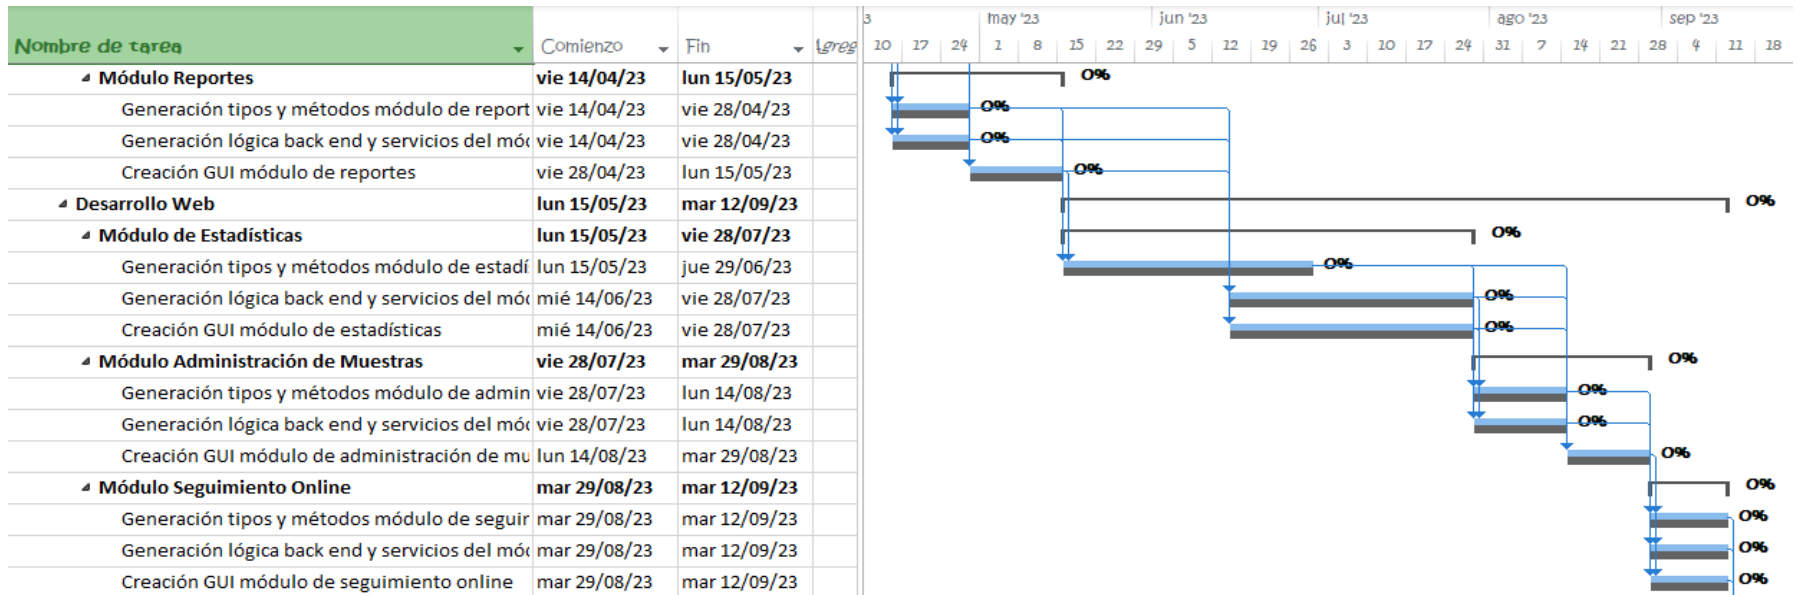 3 may '23 jun '23 jul '23 ago '23 sep '23
Nombre de tarea Comienzo Fin 10 17 24 1 8 15 22 29 5 12 19 26 3 10 17 24 31 7 14 21 28 4 11 18
Módulo Reportes vie 14/04/23 lun 15/05/23 0%
Generación tipos y métodos módulo de report vie 14/04/23 vie 28/04/23 0%
Generación lógica back end y servicios del mó vie 14/04/23 vie 28/04/23 0%
Creación GUI módulo de reportes vie 28/04/23 lun 15/05/23 0%
Desarrollo Web lun 15/05/23 mar 12/09/23 0%
Módulo de Estadísticas lun 15/05/23 vie 28/07/23 0%
Generación tipos y métodos módulo de estadí lun 15/05/23 jue 29/06/23 0%
Generación lógica back end y servicios del mó mié 14/06/23 vie 28/07/23 0%
Creación GUI módulo de estadísticas mié 14/06/23 vie 28/07/23 0%
Módulo Administración de Muestras vie 28/07/23 mar 29/08/23 0%
Generación tipos y métodos módulo de admin vie 28/07/23 lun 14/08/23 0%
Generación lógica back end y servicios del mó vie 28/07/23 lun 14/08/23 0%
Creación GUI módulo de administración de mu lun 14/08/23 mar 29/08/23 0%
Módulo Seguimiento Online mar 29/08/23 mar 12/09/23 0%
Generación tipos y métodos módulo de seguir mar 29/08/23 mar 12/09/23 0%
Generación lógica back end y servicios del mó mar 29/08/23 mar 12/09/23 0%
Creación GUI módulo de seguimiento online mar 29/08/23 mar 12/09/23 0%